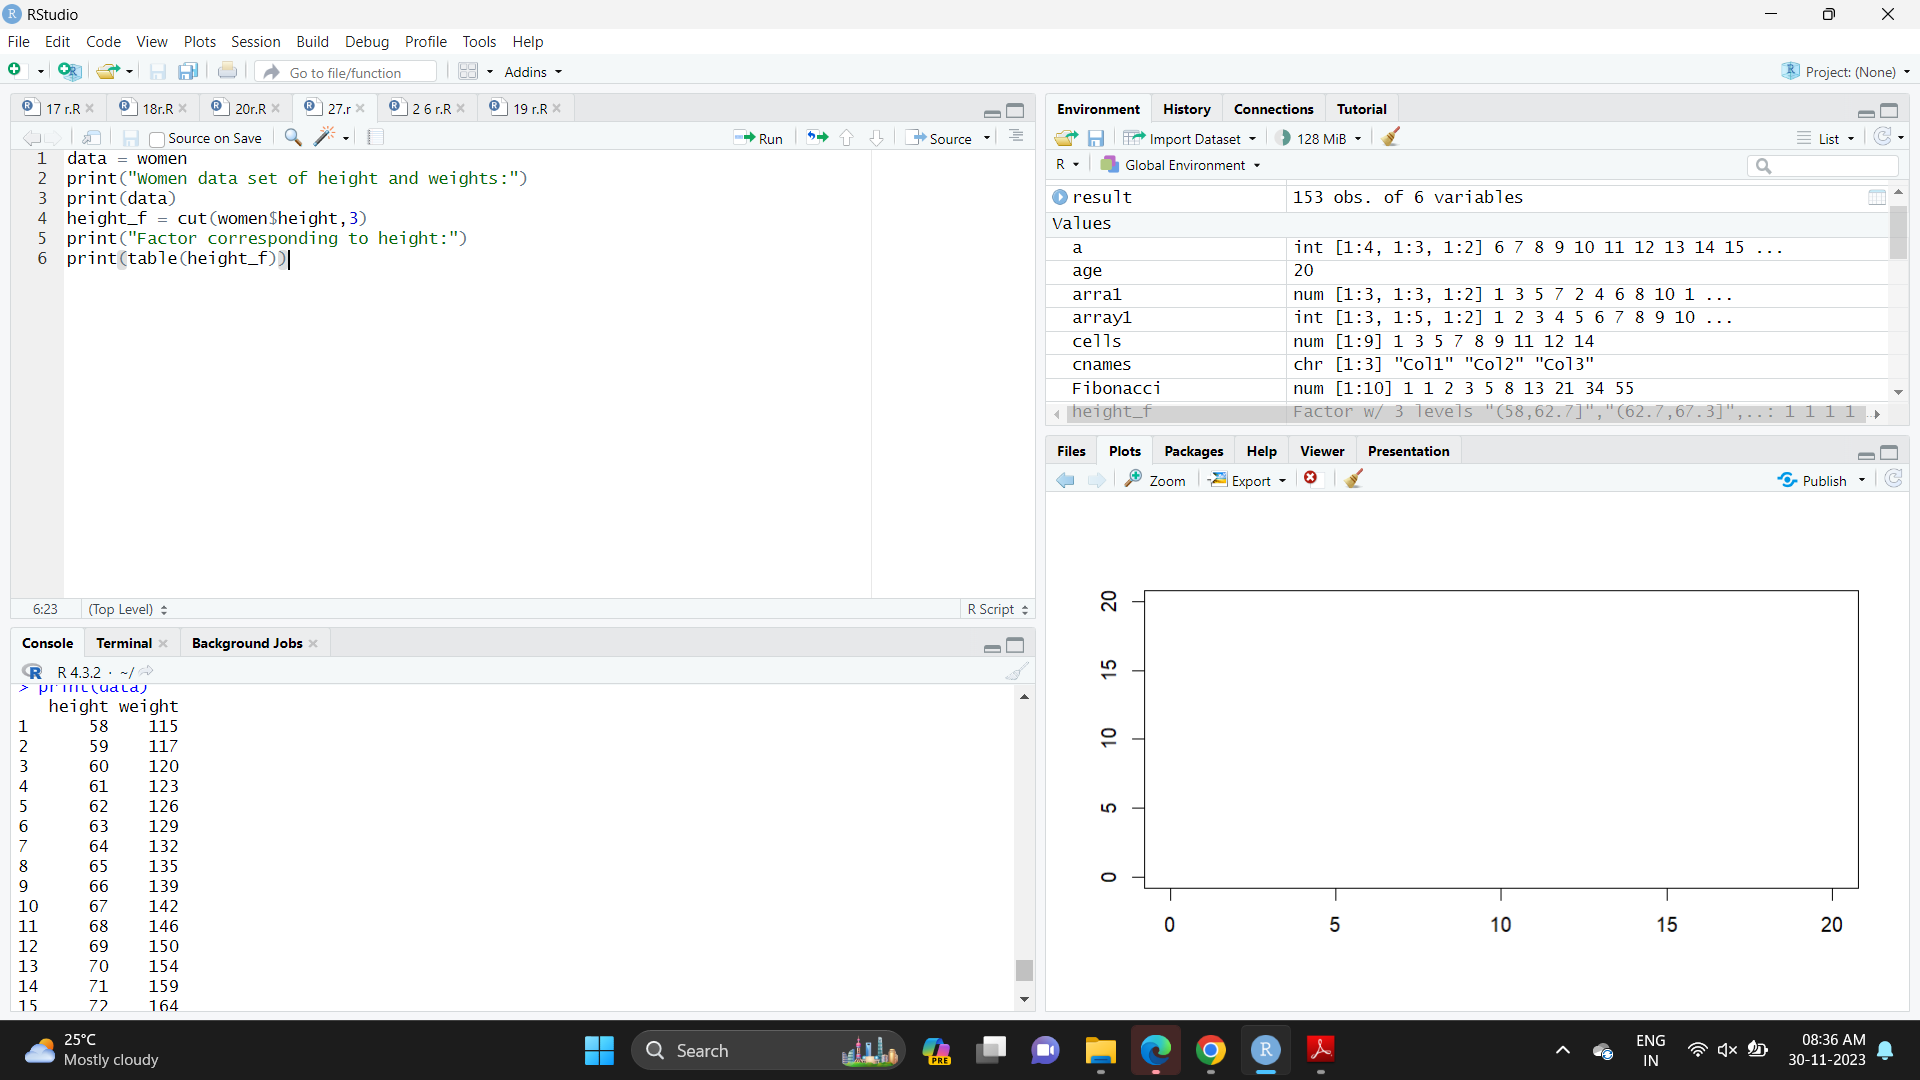 RStudio
File Edit Code View Plots Session Build Debug Profile Tools Help
Go to file/function Addins Project: (None)
17 r.R 18r.R 20r.R 27.r 2 6 r.R 19 r.R
Source on Save Run Source
1 data = women
2 print("Women data set of height and weights:")
3 print(data)
4 height_f = cut(women$height,3)
5 print("Factor corresponding to height:")
6 print(table(height_f))
6:23 (Top Level) R Script
Console Terminal Background Jobs
R 4.3.2 · ~/
> print(data)
height weight
1 58 115
2 59 117
3 60 120
4 61 123
5 62 126
6 63 129
7 64 132
8 65 135
9 66 139
10 67 142
11 68 146
12 69 150
13 70 154
14 71 159
15 72 164
Environment History Connections Tutorial
Import Dataset 128 MiB List
R Global Environment
result 153 obs. of 6 variables
Values
a int [1:4, 1:3, 1:2] 6 7 8 9 10 11 12 13 14 15 ...
age 20
arra1 num [1:3, 1:3, 1:2] 1 3 5 7 2 4 6 8 10 1 ...
array1 int [1:3, 1:5, 1:2] 1 2 3 4 5 6 7 8 9 10 ...
cells num [1:9] 1 3 5 7 8 9 11 12 14
cnames chr [1:3] "Col1" "Col2" "Col3"
Fibonacci num [1:10] 1 1 2 3 5 8 13 21 34 55
height_f Factor w/ 3 levels "(58,62.7]","(62.7,67.3]",..: 1 1 1 1
Files Plots Packages Help Viewer Presentation
Zoom Export Publish
20
15
10
5
0
0 5 10 15 20
25°C
Mostly cloudy
Search
PRE
ENG
IN
08:36 AM
30-11-2023